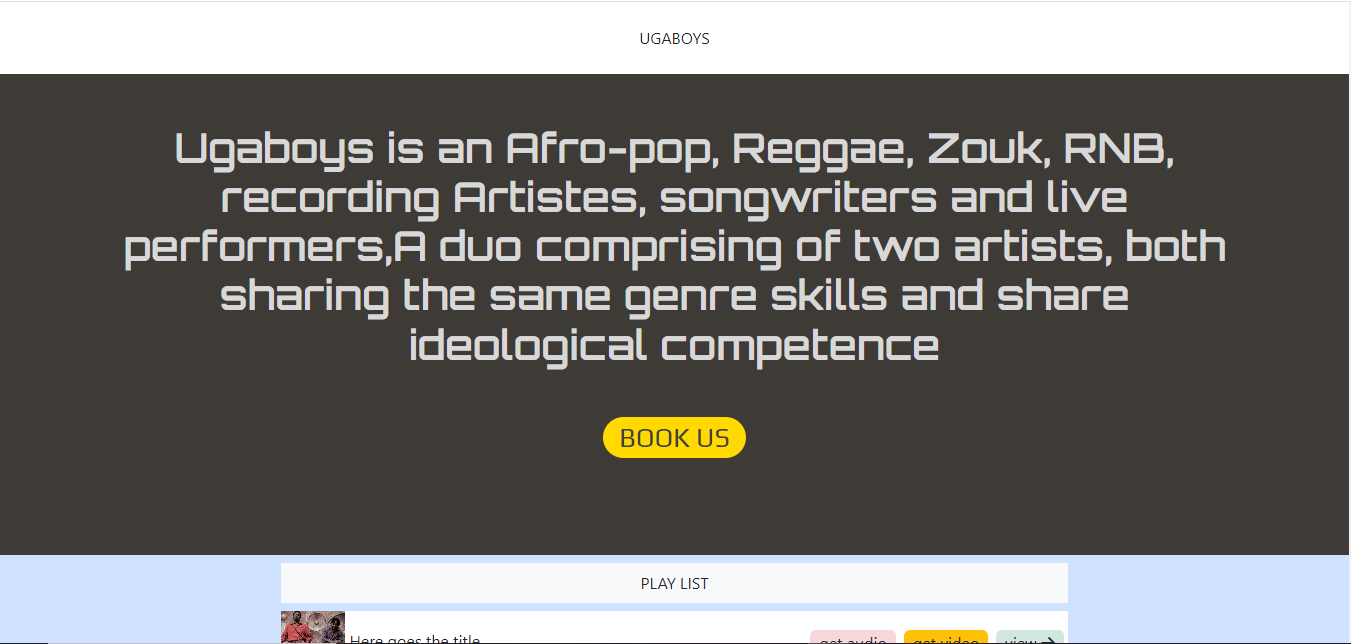 UGABOYS
Ugaboys is an Afro-pop, Reggae, Zouk, RNB,
recording Artistes, songwriters and live
performers,A duo comprising of two artists, both
sharing the same genre skills and share
ideological competence
BOOK US
PLAY LIST
Here goes the title
get audio get video view →